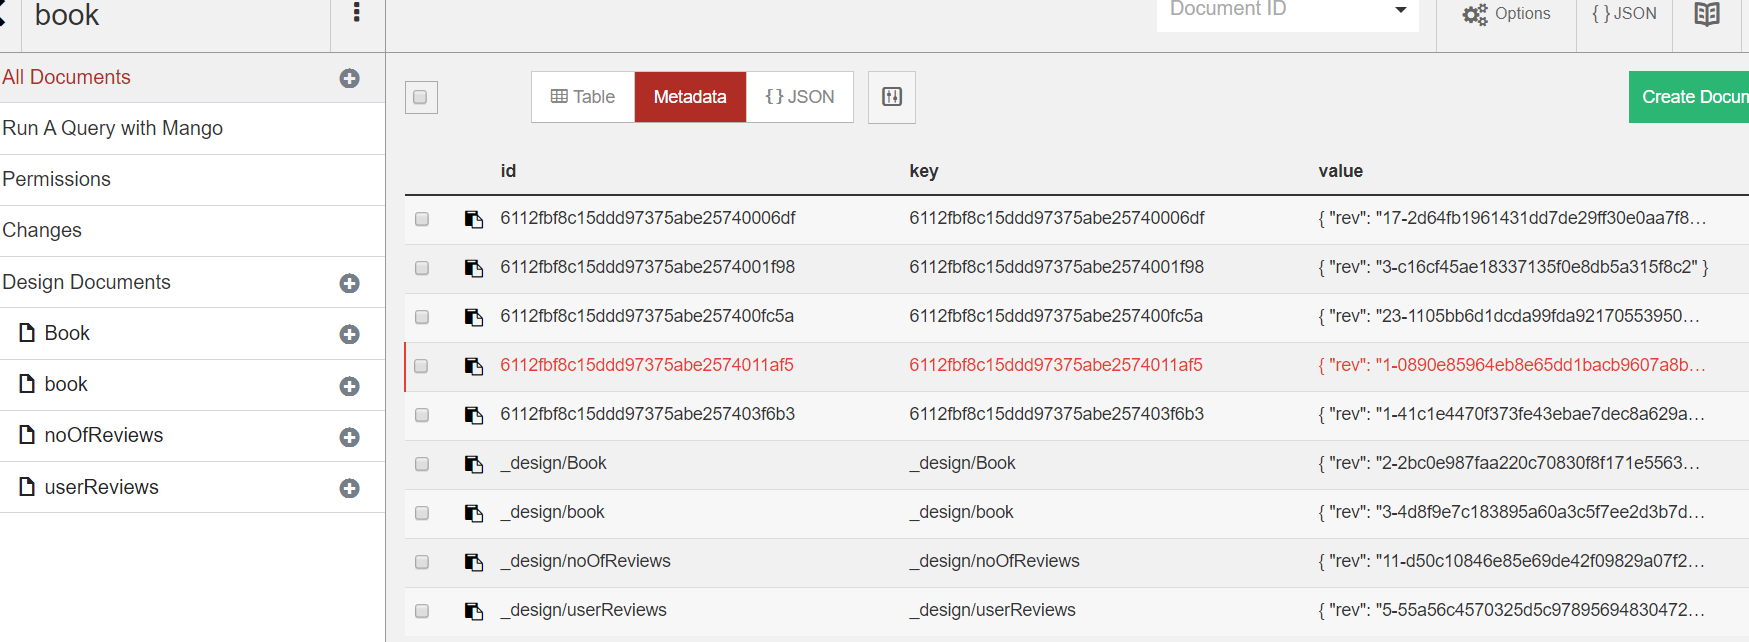 book
Document ID
Options
{ } JSON
All Documents
Run A Query with Mango
Permissions
Changes
Design Documents
Book
book
noOfReviews
userReviews
Table
Metadata
{ } JSON
Create Docum
id key value
6112fbf8c15ddd97375abe25740006df 6112fbf8c15ddd97375abe25740006df { "rev": "17-2d64fb1961431dd7de29ff30e0aa7f8...
6112fbf8c15ddd97375abe2574001f98 6112fbf8c15ddd97375abe2574001f98 { "rev": "3-c16cf45ae18337135f0e8db5a315f8c2" }
6112fbf8c15ddd97375abe257400fc5a 6112fbf8c15ddd97375abe257400fc5a { "rev": "23-1105bb6d1dcda99fda92170553950...
6112fbf8c15ddd97375abe2574011af5 6112fbf8c15ddd97375abe2574011af5 { "rev": "1-0890e85964eb8e65dd1bacb9607a8b...
6112fbf8c15ddd97375abe257403f6b3 6112fbf8c15ddd97375abe257403f6b3 { "rev": "1-41c1e4470f373fe43ebae7dec8a629a...
_design/Book _design/Book { "rev": "2-2bc0e987faa220c70830f8f171e5563...
_design/book _design/book { "rev": "3-4d8f9e7c183895a60a3c5f7ee2d3b7d...
_design/noOfReviews _design/noOfReviews { "rev": "11-d50c10846e85e69de42f09829a07f2...
_design/userReviews _design/userReviews { "rev": "5-55a56c4570325d5c97895694830472...